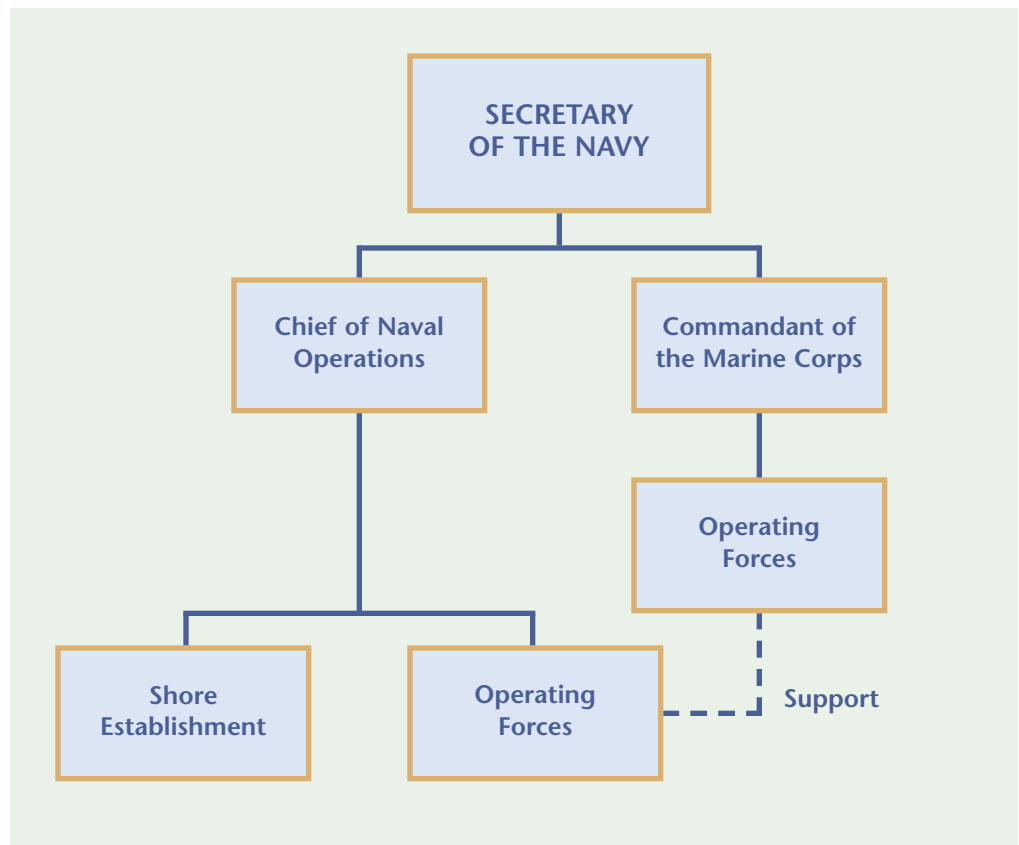 SECRETARY
OF THE NAVY
Chief of Naval
Operations
Commandant of
the Marine Corps
Operating
Forces
Shore
Establishment
Operating
Forces
Support